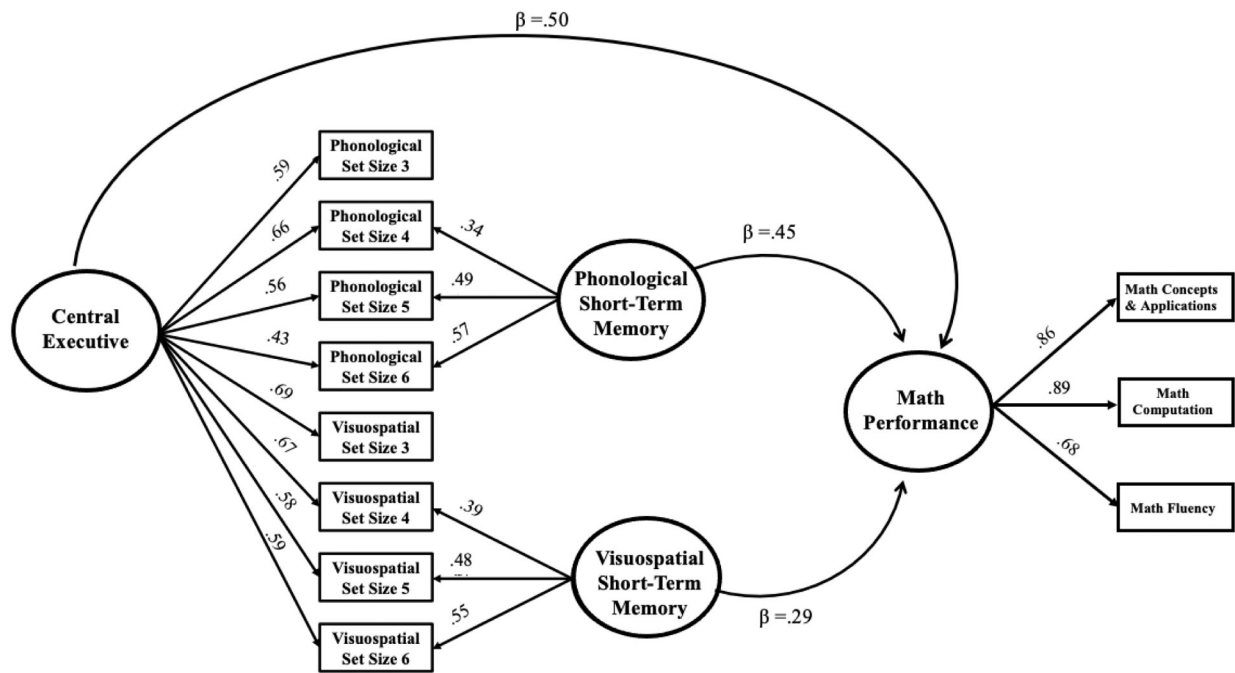 β =.50
Phonological
Set Size 3
.59
Phonological
Set Size 4
.66
.34
Phonological
Set Size 5
.56
.49
Phonological
Set Size 6
.43
.57
Visuospatial
Set Size 3
.69
Visuospatial
Set Size 4
.67
.39
Visuospatial
Set Size 5
.58
.48
Visuospatial
Set Size 6
.59
.55
Central
Executive
Phonological
Short-Term
Memory
β =.45
Visuospatial
Short-Term
Memory
β =.29
Math
Performance
.86
.89
.68
Math Concepts
& Applications
Math
Computation
Math Fluency